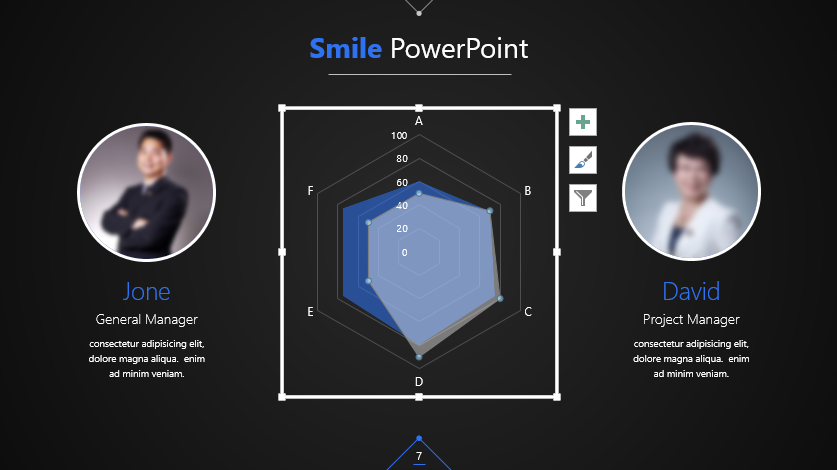 Smile PowerPoint
A
100
80
60
40
20
0
B
C
D
E
F
Jone
General Manager
consectetur adipisicing elit,
dolore magna aliqua.  enim
ad minim veniam.
David
Project Manager
consectetur adipisicing elit,
dolore magna aliqua.  enim
ad minim veniam.
7